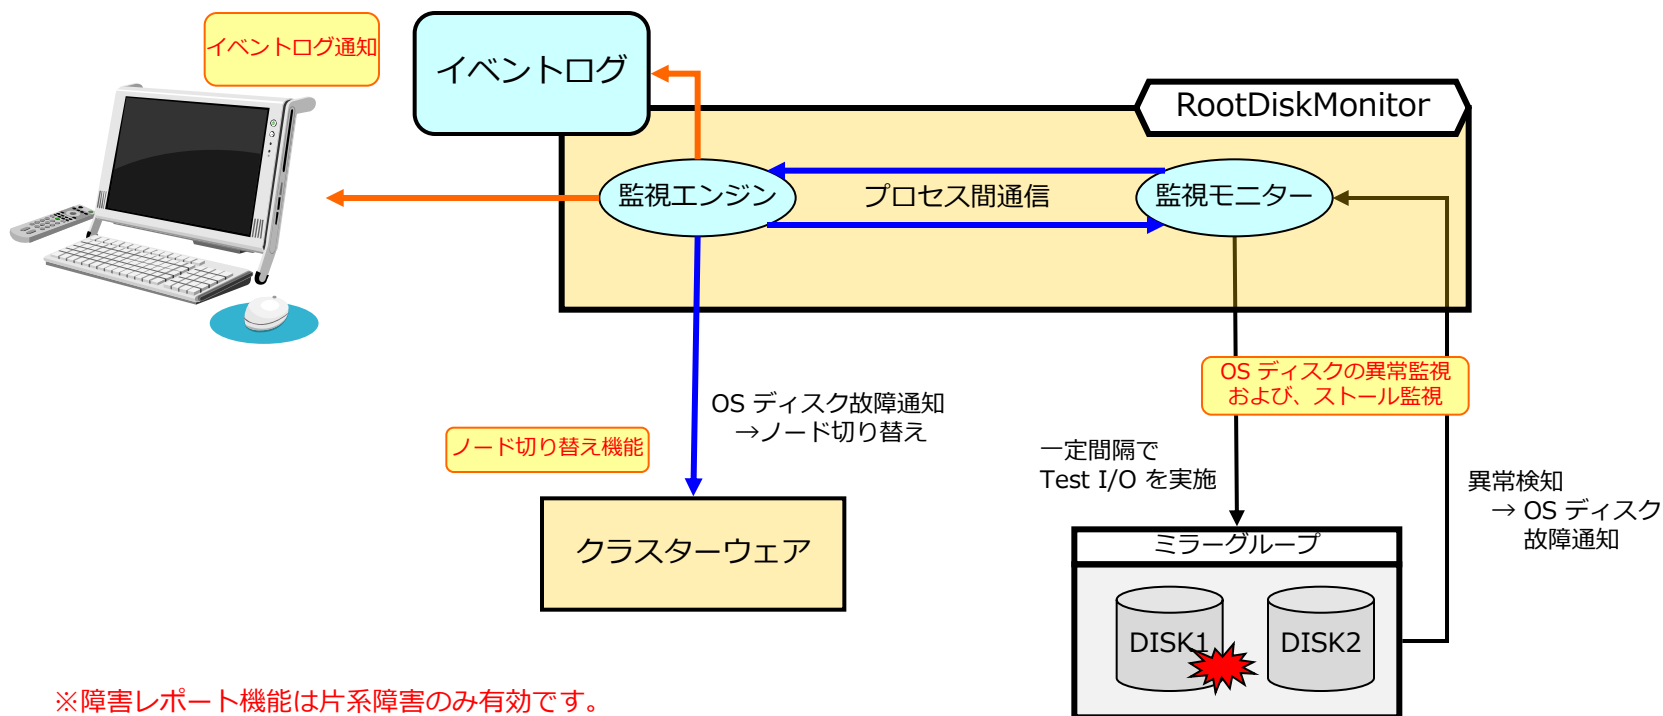 イベントログ通知
イベントログ
RootDiskMonitor
監視エンジン
プロセス間通信
監視モニター
OS ディスクの異常監視
および、ストール監視
OS ディスク故障通知
→ノード切り替え
ノード切り替え機能
一定間隔で
Test I/O を実施
異常検知
→ OS ディスク
故障通知
クラスターウェア
ミラーグループ
DISK1
DISK2
※障害レポート機能は片系障害のみ有効です。